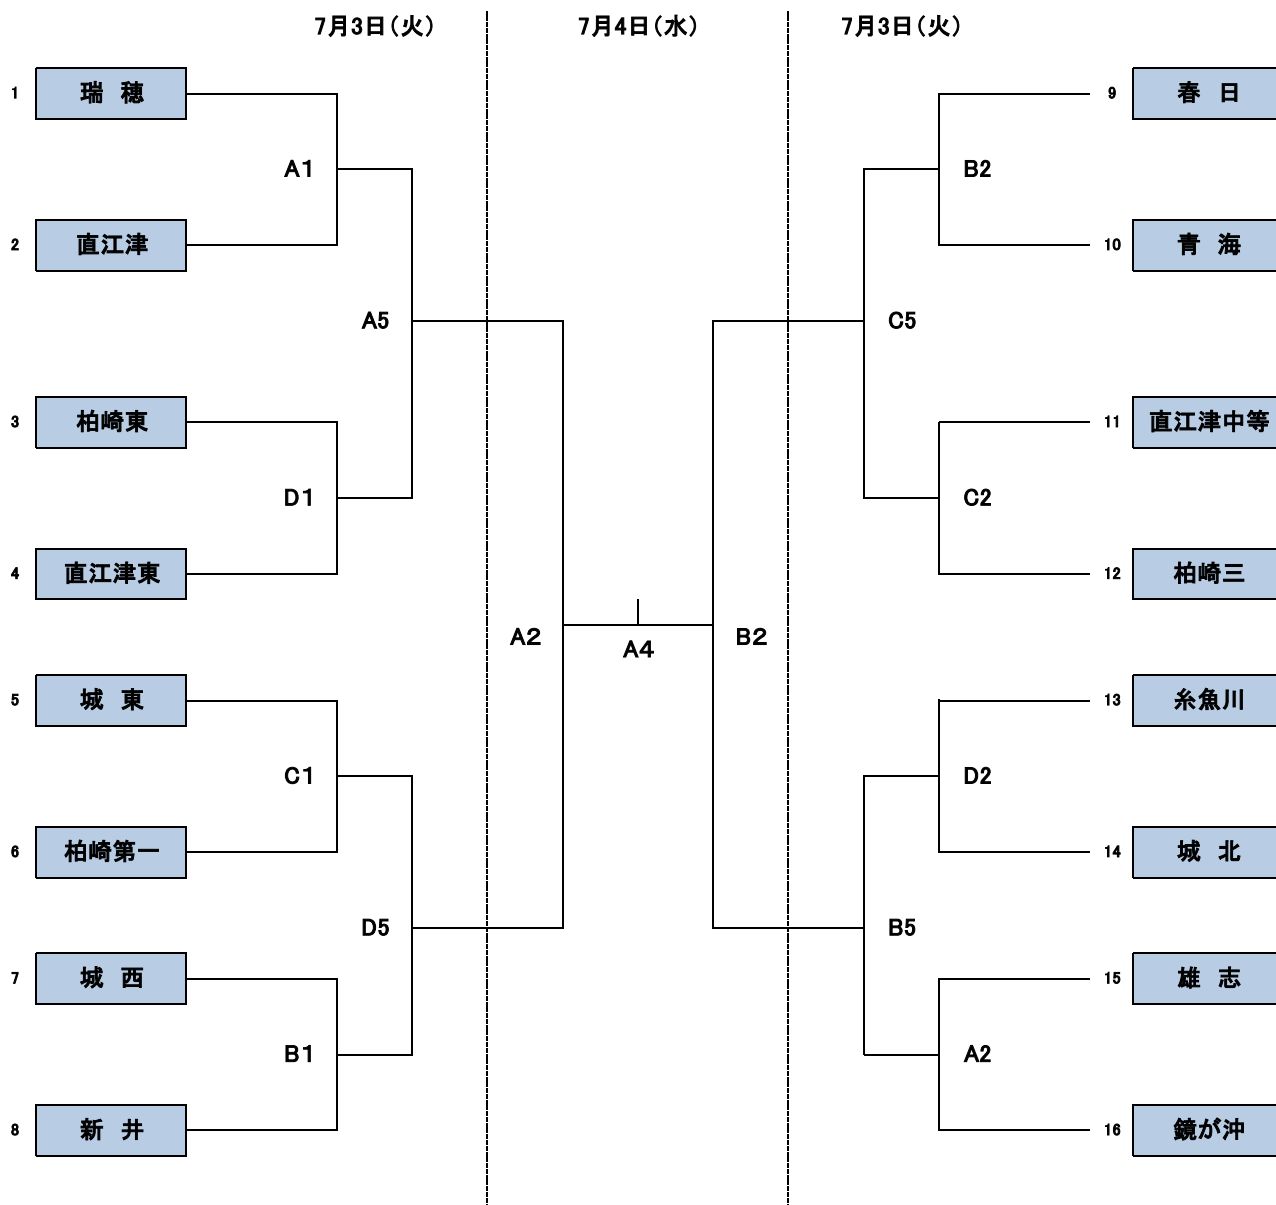 7月3日(火)
7月4日(水)
7月3日(火)
1 瑞 穂
A1
2 直江津
A5
3 柏崎東
D1
4 直江津東
A2
5 城 東
C1
6 柏崎第一
D5
7 城 西
B1
8 新 井
A4
9 春 日
B2
10 青 海
C5
11 直江津中等
C2
12 柏崎三
B2
13 糸魚川
D2
14 城 北
B5
15 雄 志
A2
16 鏡が沖